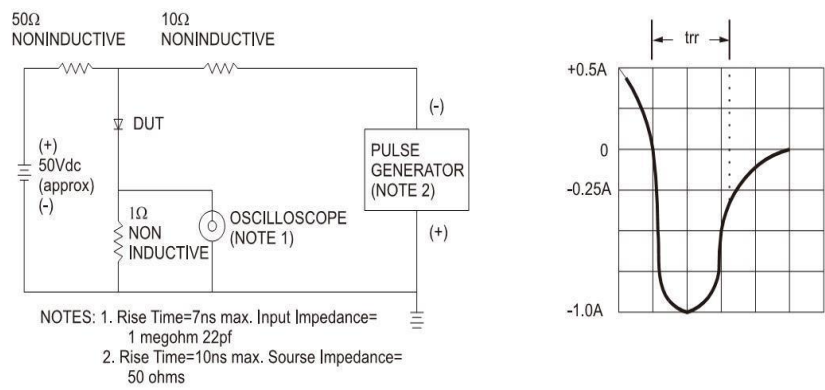 50Ω
NONINDUCTIVE
10Ω
NONINDUCTIVE
DUT
(+)
50Vdc
(approx)
(-)
1Ω
NON
INDUCTIVE
OSCILLOSCOPE
(NOTE 1)
(-)
PULSE
GENERATOR
(NOTE 2)
(+)
NOTES: 1. Rise Time=7ns max. Input Impedance=
1 megohm 22pf
2. Rise Time=10ns max. Sourse Impedance=
50 ohms
trr
+0.5A
0
-0.25A
-1.0A